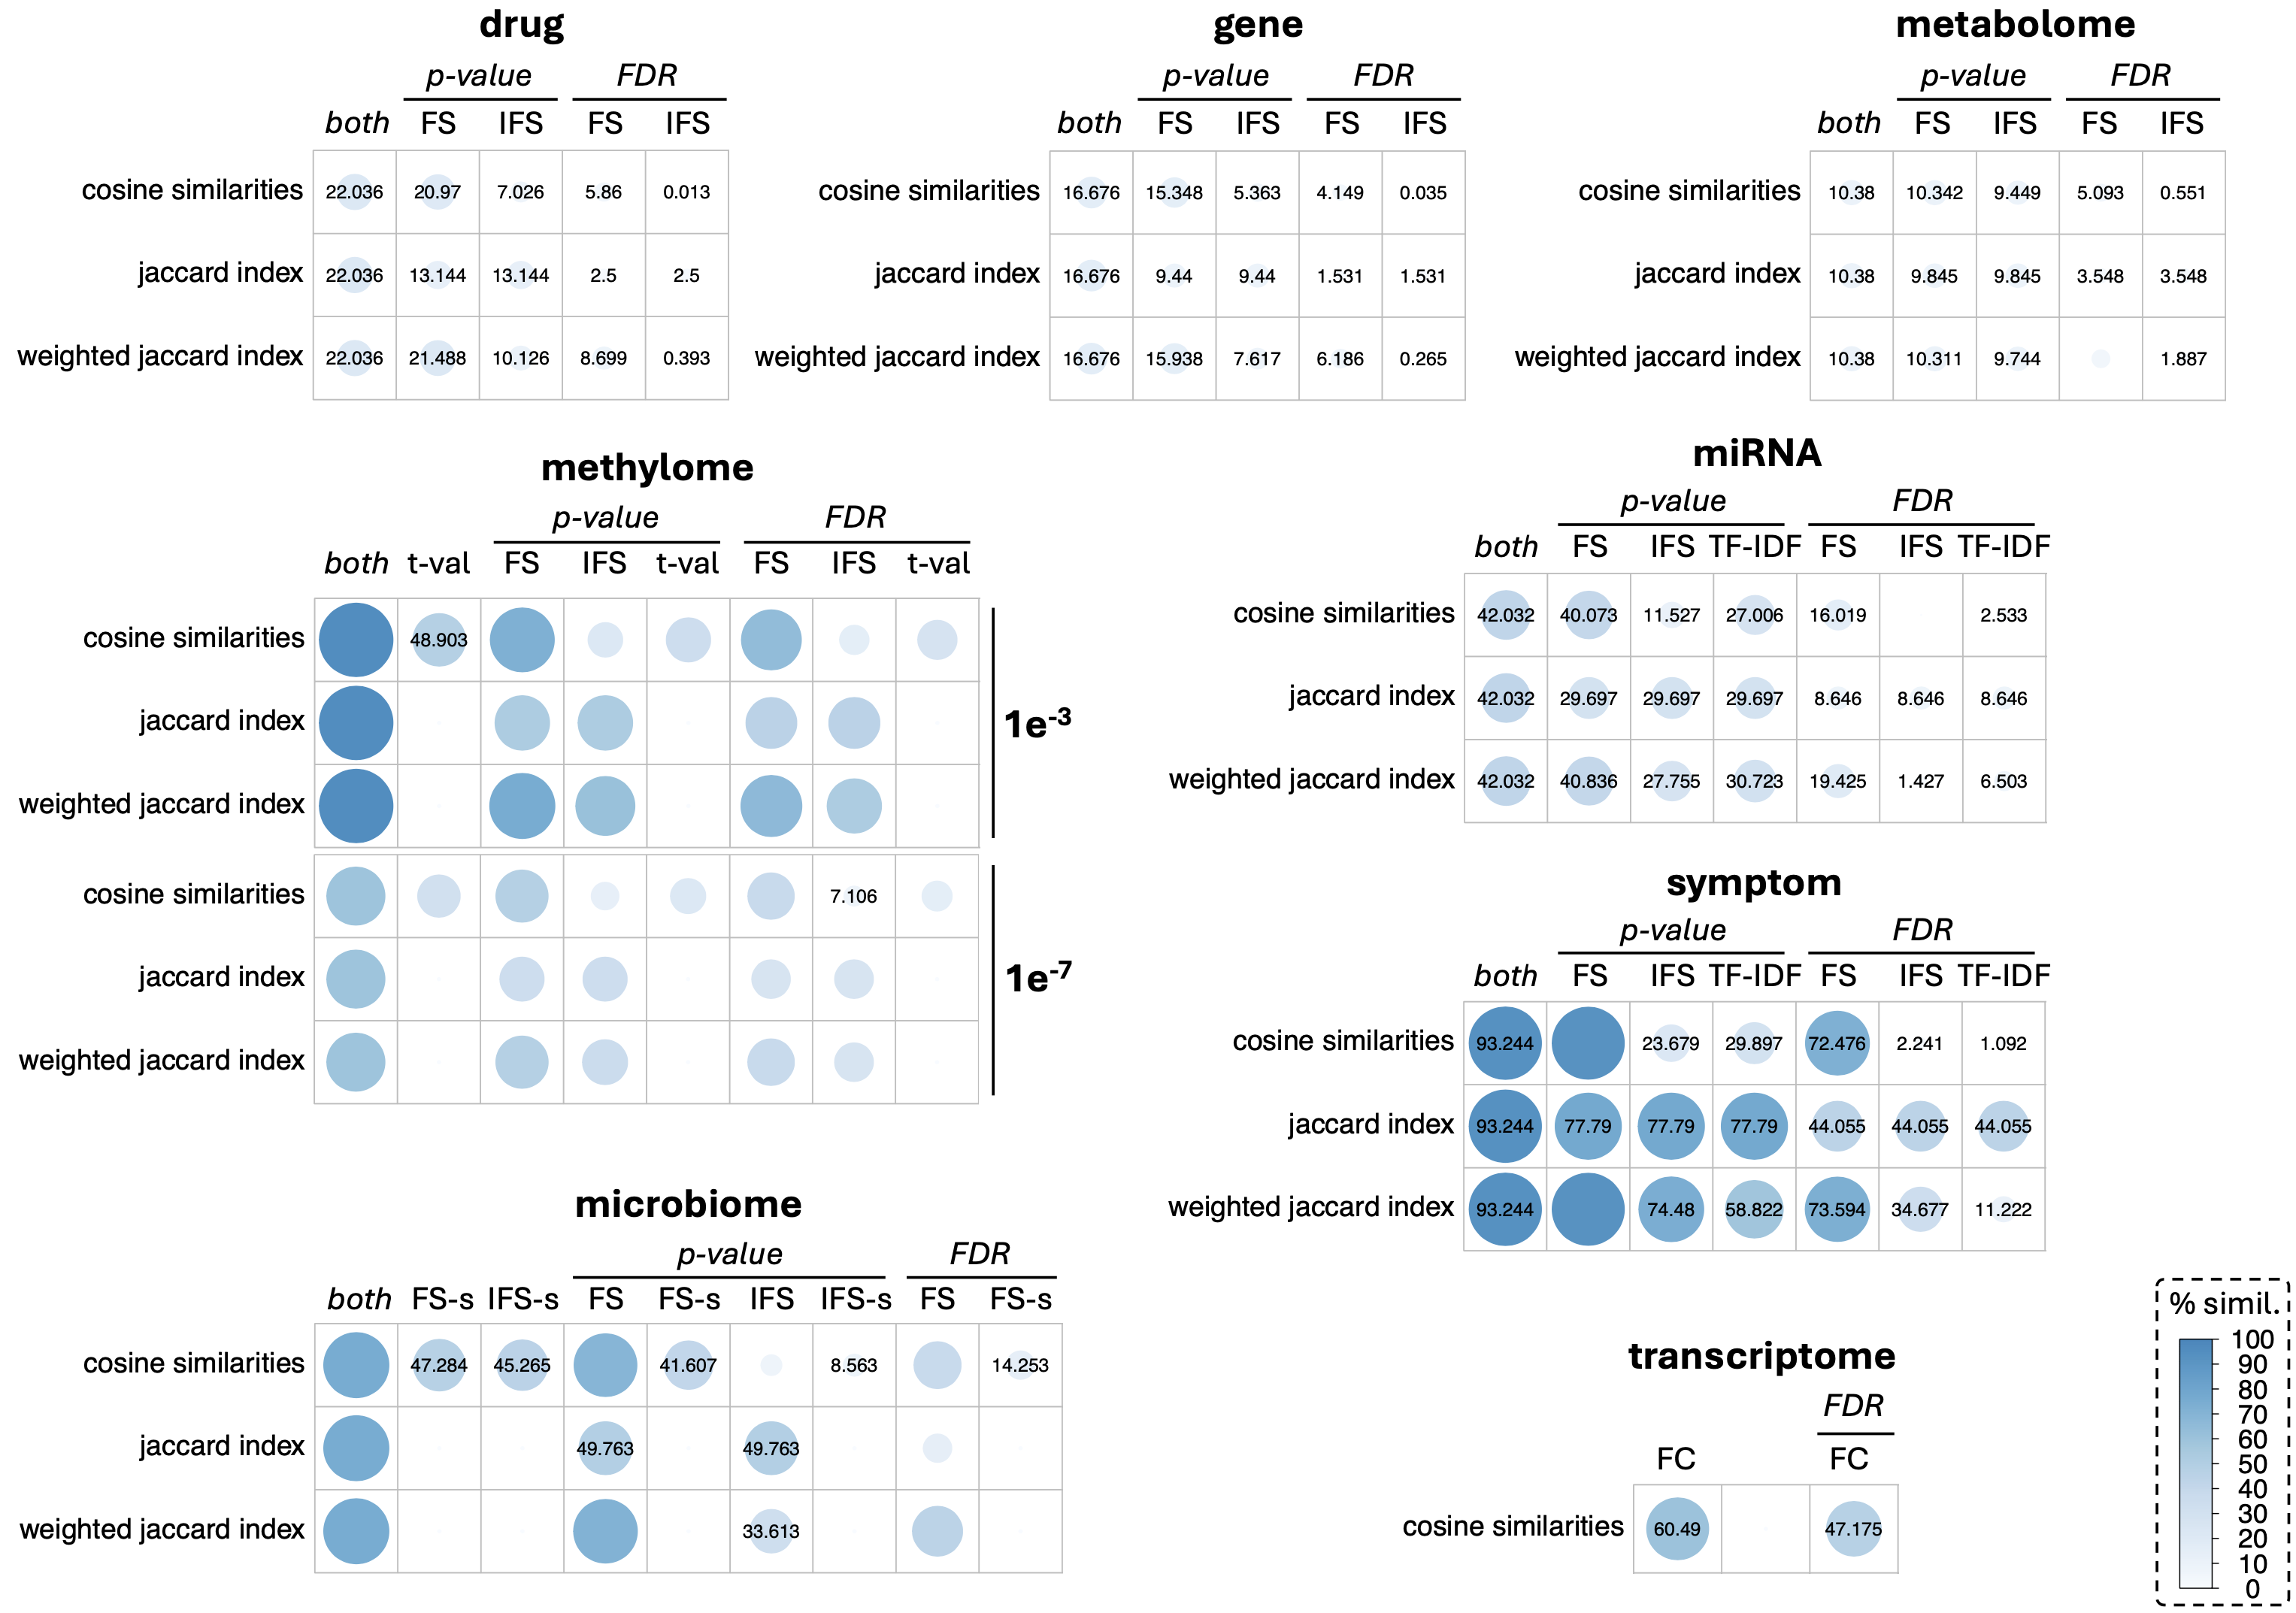 drug
p-value FDR
both FS IFS FS IFS
cosine similarities 22.036 20.97 7.026 5.86 0.013
jaccard index 22.036 13.144 13.144 2.5 2.5
weighted jaccard index 22.036 21.488 10.126 8.699 0.393
gene
p-value FDR
both FS IFS FS IFS
cosine similarities 16.676 15.348 5.363 4.149 0.035
jaccard index 16.676 9.44 9.44 1.531 1.531
weighted jaccard index 16.676 15.938 7.617 6.186 0.265
metabolome
p-value FDR
both FS IFS FS IFS
cosine similarities 10.38 10.342 9.449 5.093 0.551
jaccard index 10.38 9.845 9.845 3.548 3.548
weighted jaccard index 10.38 10.311 9.744 1.887
methylome
p-value FDR
both t-val FS IFS t-val FS IFS t-val
cosine similarities 48.903
jaccard index
weighted jaccard index
1e-3
cosine similarities 7.106
jaccard index
weighted jaccard index
1e-7
miRNA
p-value FDR
both FS IFS TF-IDF FS IFS TF-IDF
cosine similarities 42.032 40.073 11.527 27.006 16.019 2.533
jaccard index 42.032 29.697 29.697 29.697 8.646 8.646 8.646
weighted jaccard index 42.032 40.836 27.755 30.723 19.425 1.427 6.503
symptom
p-value FDR
both FS IFS TF-IDF FS IFS TF-IDF
cosine similarities 93.244 23.679 29.897 72.476 2.241 1.092
jaccard index 93.244 77.79 77.79 77.79 44.055 44.055 44.055
weighted jaccard index 93.244 74.48 58.822 73.594 34.677 11.222
microbiome
p-value FDR
both FS-s IFS-s FS FS-s IFS IFS-s FS FS-s
cosine similarities 47.284 45.265 41.607 8.563 14.253
jaccard index 49.763 49.763
weighted jaccard index 33.613
transcriptome
FDR
FC FC
cosine similarities 60.49 47.175
% simil.
100
90
80
70
60
50
40
30
20
10
0